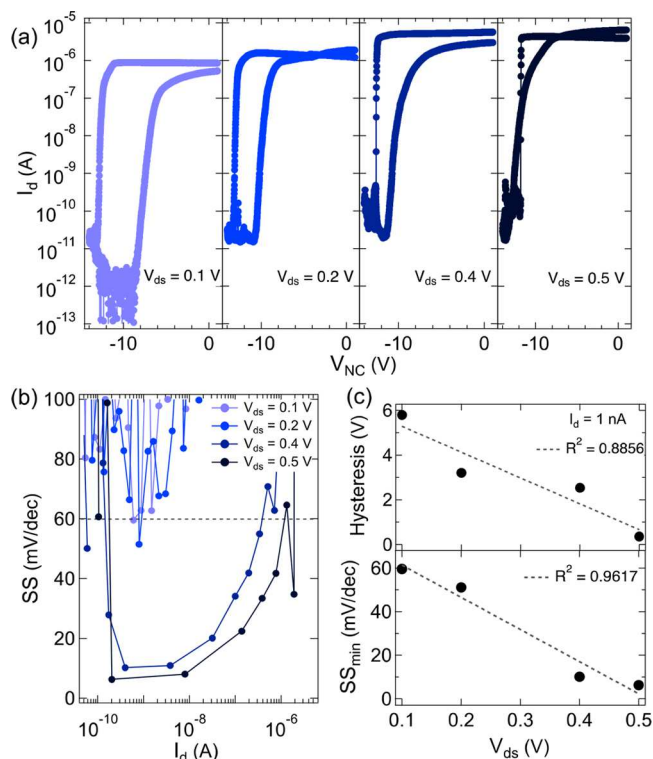 (a)
I_d (A)
10^-5
10^-6
10^-7
10^-8
10^-9
10^-10
10^-11
10^-12
10^-13
V_ds = 0.1 V
V_ds = 0.2 V
V_ds = 0.4 V
V_ds = 0.5 V
-10 0 -10 0 -10 0 -10 0
V_NC (V)
(b)
SS (mV/dec)
100
80
60
40
20
0
V_ds = 0.1 V
V_ds = 0.2 V
V_ds = 0.4 V
V_ds = 0.5 V
10^-10 10^-8 10^-6
I_d (A)
(c)
Hysteresis (V)
6
4
2
0
I_d = 1 nA
R^2 = 0.8856
SS_min (mV/dec)
60
40
20
0
R^2 = 0.9617
0.1 0.2 0.3 0.4 0.5
V_ds (V)